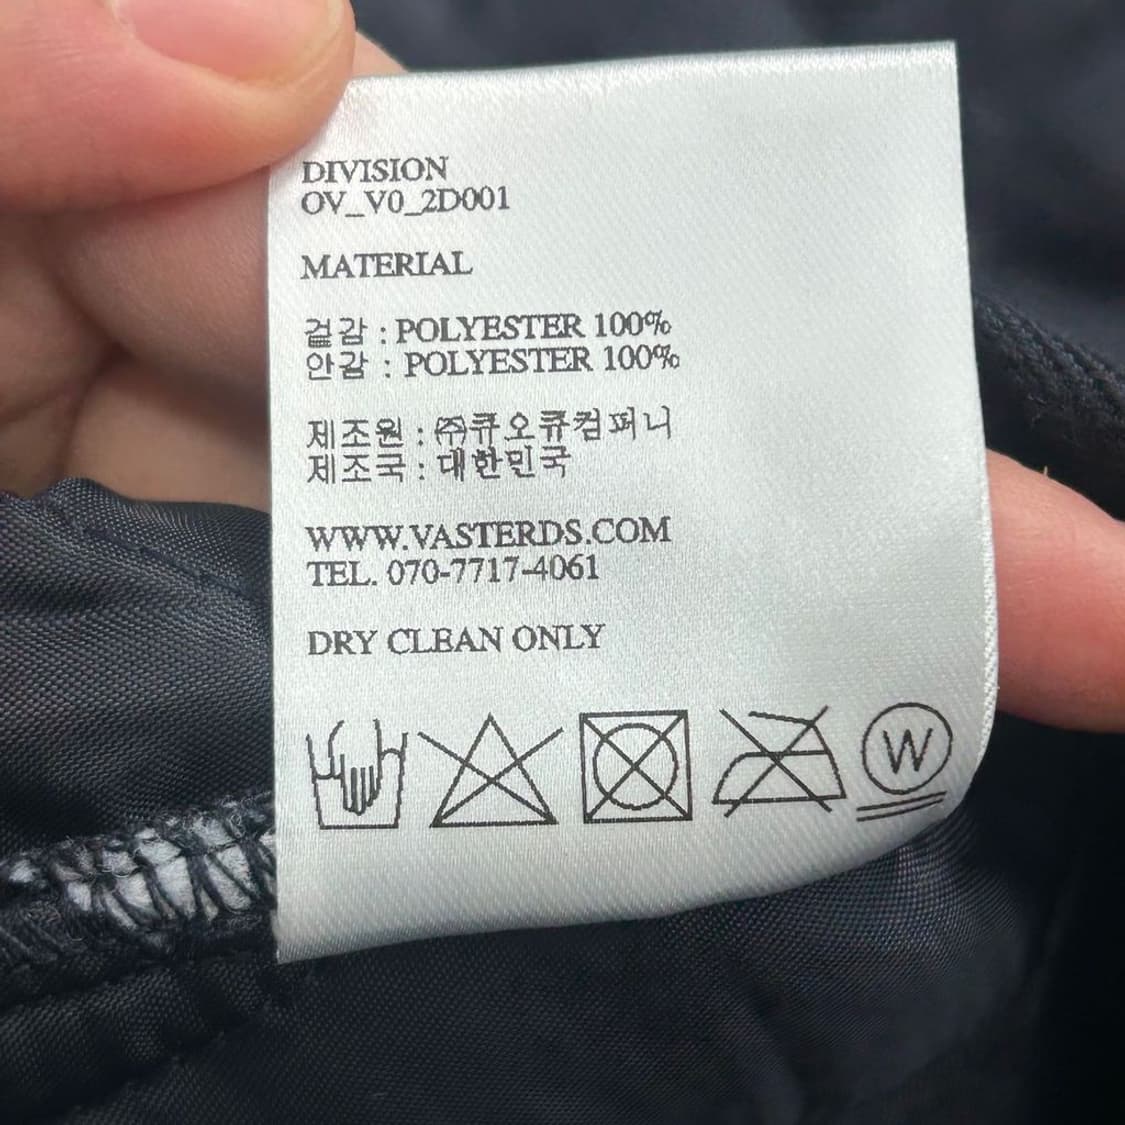 DIVISION
OV_V0_2D001
MATERIAL
겉감 : POLYESTER 100%
안감 : POLYESTER 100%
제조원 : ㈜큐오큐컴퍼니
제조국 : 대한민국
WWW.VASTERDS.COM
TEL. 070-7717-4061
DRY CLEAN ONLY
W